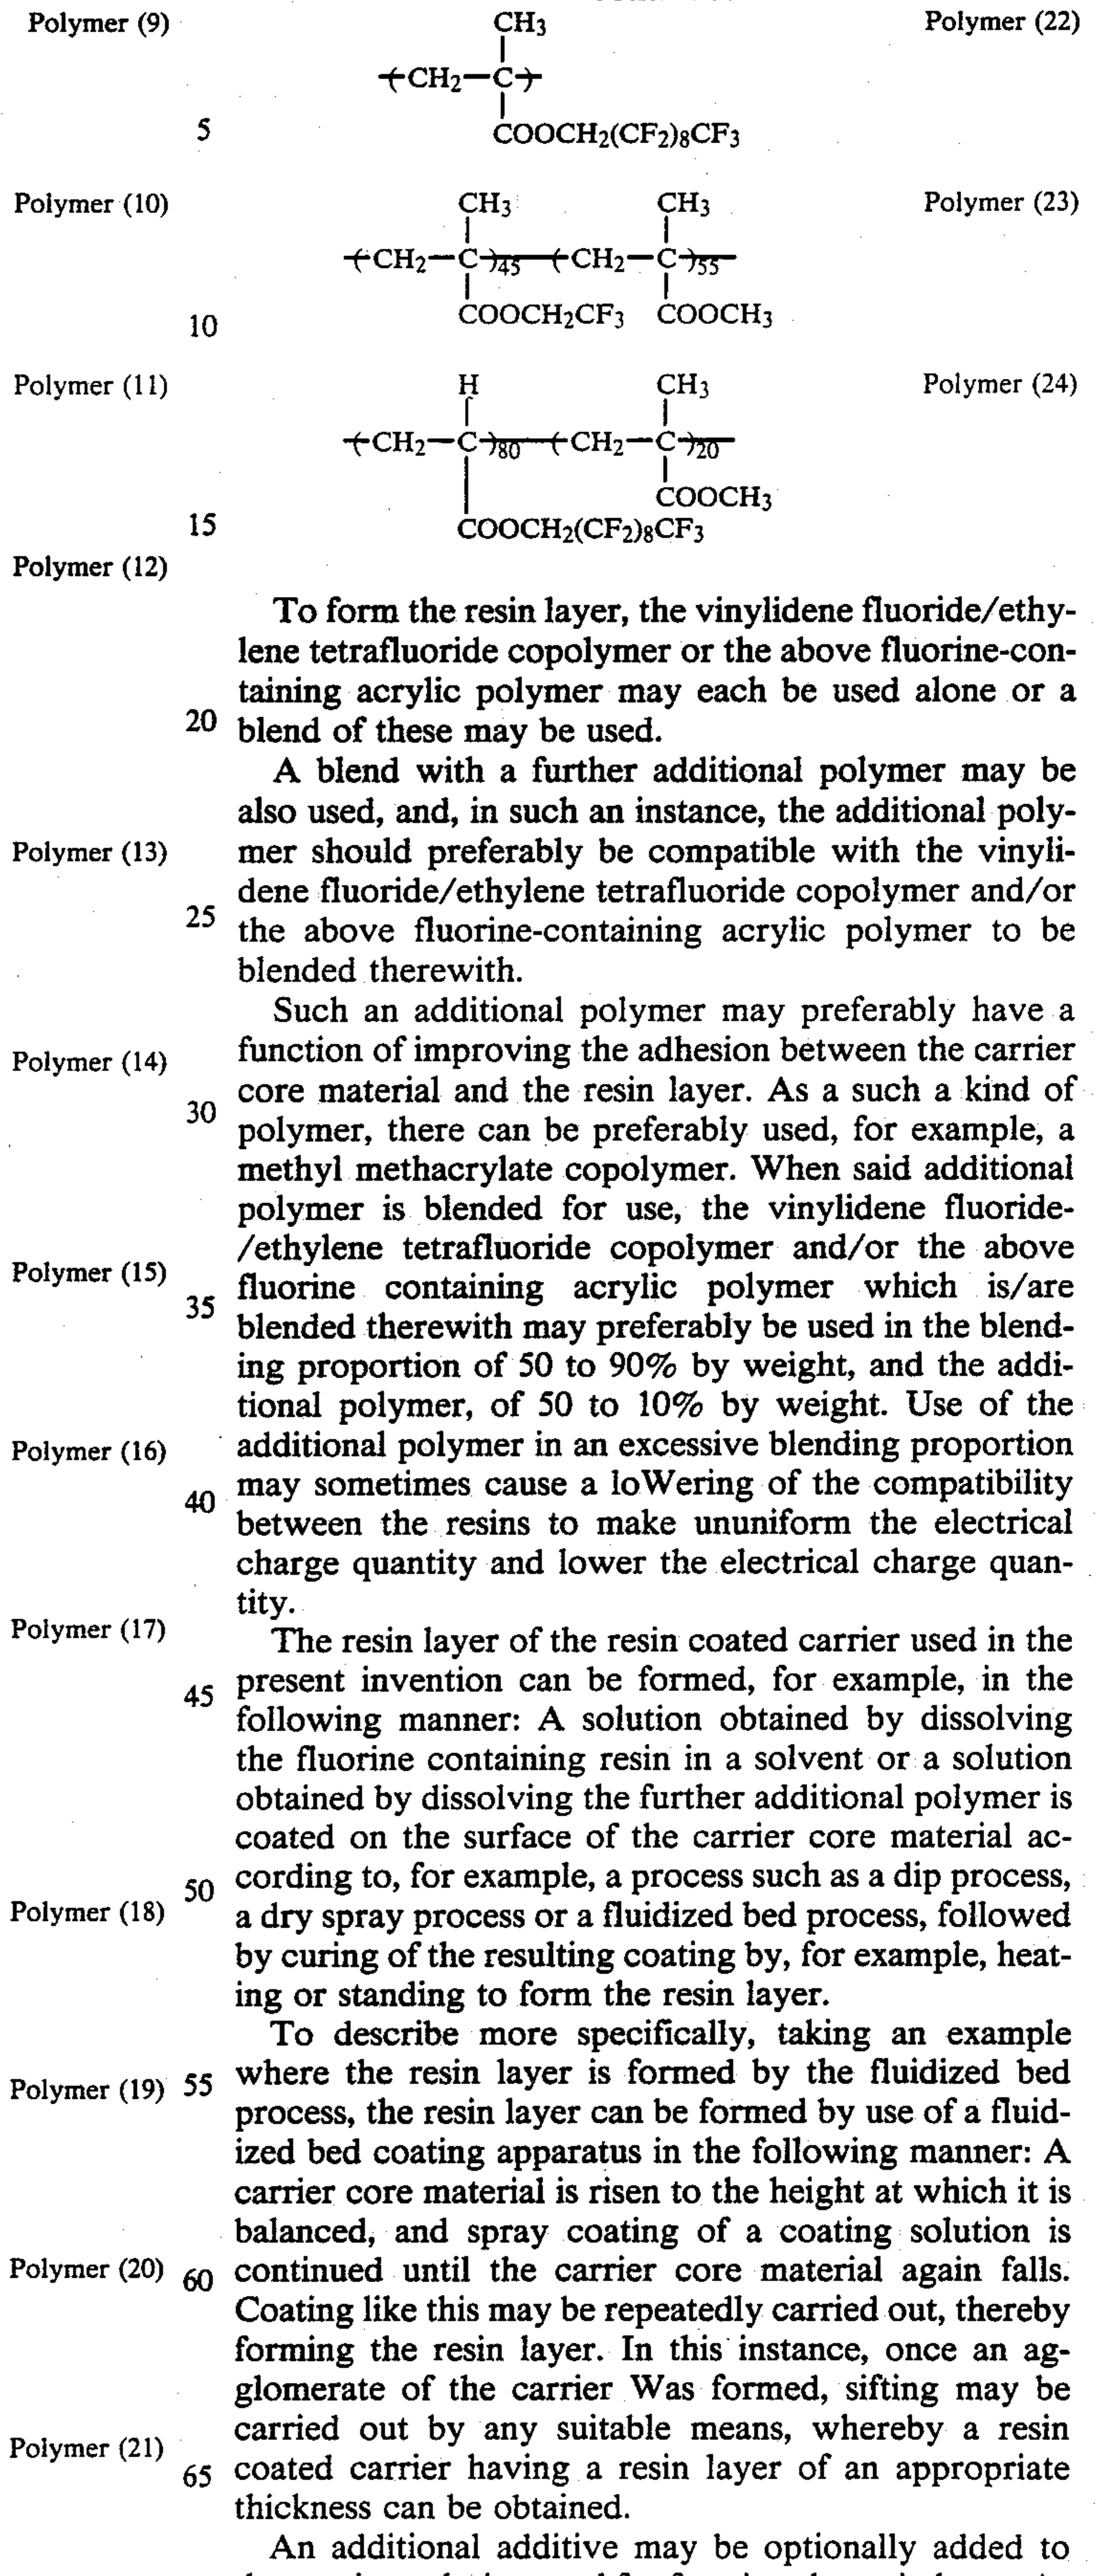 Polymer (9)
CH3
Polymer (22)
-(CH2-C)-
5
COOCH2(CF2)8CF3
Polymer (10)
CH3 CH3
Polymer (23)
-(CH2-C)45-(CH2-C)55-
COOCH2CF3 COOCH3
10
Polymer (11)
H CH3
Polymer (24)
-(CH2-C)80-(CH2-C)20-
COOCH3
15
COOCH2(CF2)8CF3
Polymer (12)
To form the resin layer, the vinylidene fluoride/ethy-
lene tetrafluoride copolymer or the above fluorine-con-
taining acrylic polymer may each be used alone or a
20 blend of these may be used.
A blend with a further additional polymer may be
also used, and, in such an instance, the additional poly-
Polymer (13) mer should preferably be compatible with the vinyli-
dene fluoride/ethylene tetrafluoride copolymer and/or
25 the above fluorine-containing acrylic polymer to be
blended therewith.
Such an additional polymer may preferably have a
Polymer (14) function of improving the adhesion between the carrier
core material and the resin layer. As a such a kind of
30 polymer, there can be preferably used, for example, a
methyl methacrylate copolymer. When said additional
polymer is blended for use, the vinylidene fluoride-
/ethylene tetrafluoride copolymer and/or the above
Polymer (15) fluorine containing acrylic polymer which is/are
35 blended therewith may preferably be used in the blend-
ing proportion of 50 to 90% by weight, and the addi-
tional polymer, of 50 to 10% by weight. Use of the
Polymer (16) additional polymer in an excessive blending proportion
40 may sometimes cause a loWering of the compatibility
between the resins to make ununiform the electrical
charge quantity and lower the electrical charge quan-
tity.
Polymer (17) The resin layer of the resin coated carrier used in the
45 present invention can be formed, for example, in the
following manner: A solution obtained by dissolving
the fluorine containing resin in a solvent or a solution
obtained by dissolving the further additional polymer is
coated on the surface of the carrier core material ac-
50 cording to, for example, a process such as a dip process,
Polymer (18) a dry spray process or a fluidized bed process, followed
by curing of the resulting coating by, for example, heat-
ing or standing to form the resin layer.
To describe more specifically, taking an example
Polymer (19) 55 where the resin layer is formed by the fluidized bed
process, the resin layer can be formed by use of a fluid-
ized bed coating apparatus in the following manner: A
carrier core material is risen to the height at which it is
balanced, and spray coating of a coating solution is
Polymer (20) 60 continued until the carrier core material again falls.
Coating like this may be repeatedly carried out, thereby
forming the resin layer. In this instance, once an ag-
glomerate of the carrier Was formed, sifting may be
Polymer (21) carried out by any suitable means, whereby a resin
65 coated carrier having a resin layer of an appropriate
thickness can be obtained.
An additional additive may be optionally added to